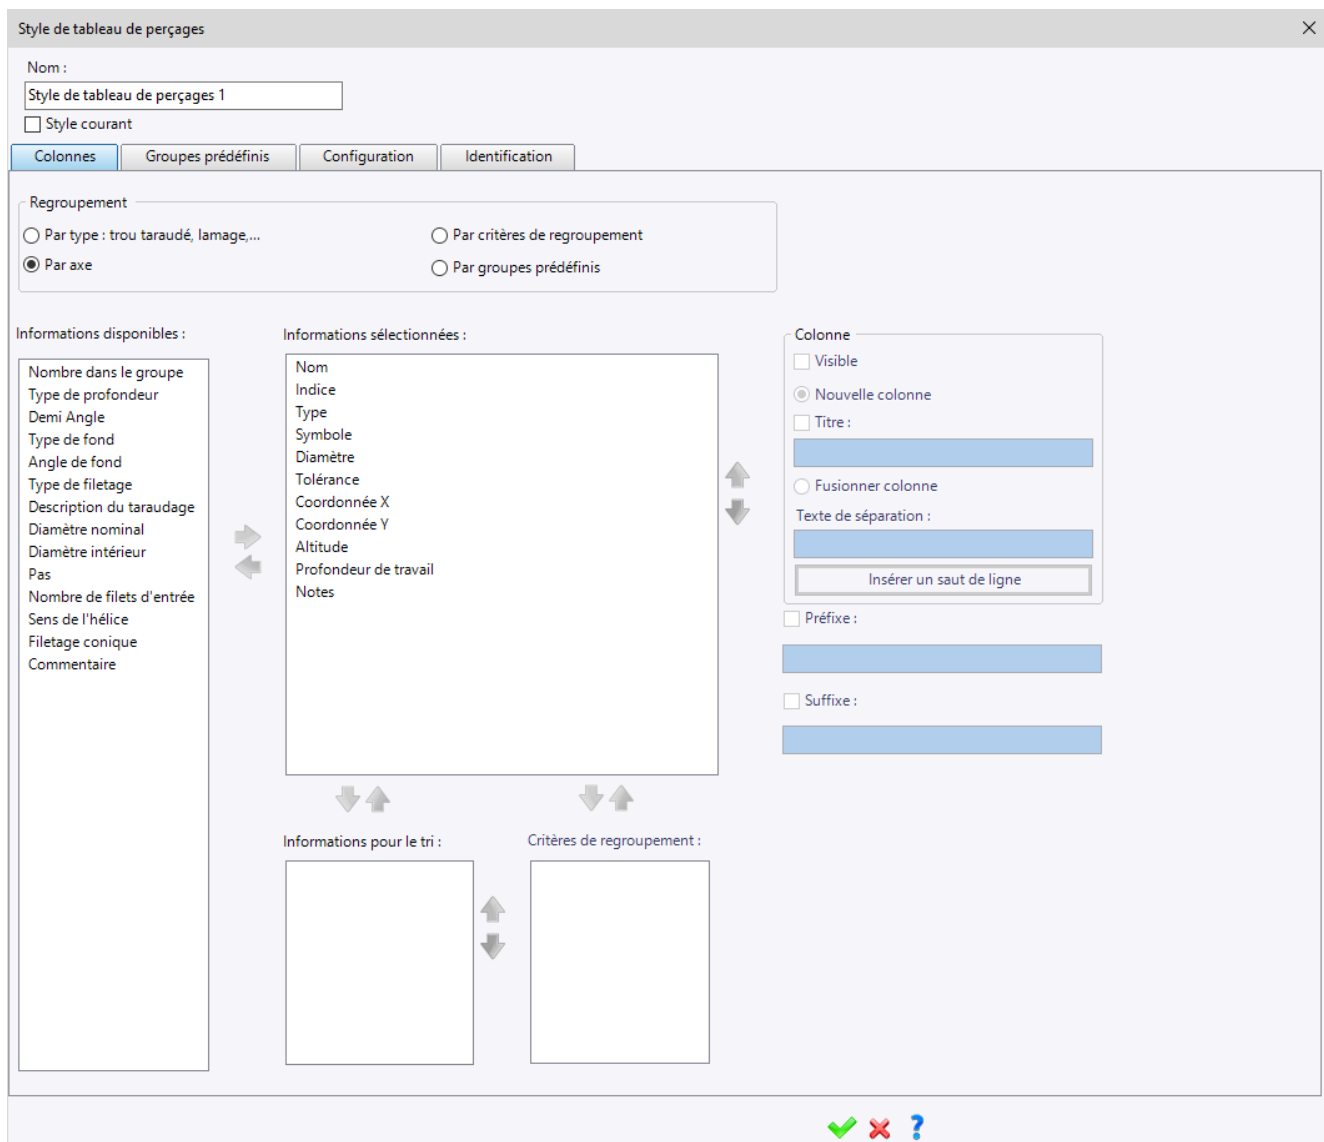 Style de tableau de perçages
Nom :
Style de tableau de perçages 1
Style courant
Colonnes
Groupes prédéfinis
Configuration
Identification
Regroupement
Par type : trou taraudé, lamage,...
Par critères de regroupement
Par axe
Par groupes prédéfinis
Informations disponibles :
Nombre dans le groupe
Type de profondeur
Demi Angle
Type de fond
Angle de fond
Type de filetage
Description du taraudage
Diamètre nominal
Diamètre intérieur
Pas
Nombre de filets d'entrée
Sens de l'hélice
Filetage conique
Commentaire
Informations sélectionnées :
Nom
Indice
Type
Symbole
Diamètre
Tolérance
Coordonnée X
Coordonnée Y
Altitude
Profondeur de travail
Notes
Colonne
Visible
Nouvelle colonne
Titre :
Fusionner colonne
Texte de séparation :
Insérer un saut de ligne
Préfixe :
Suffixe :
Informations pour le tri :
Critères de regroupement :